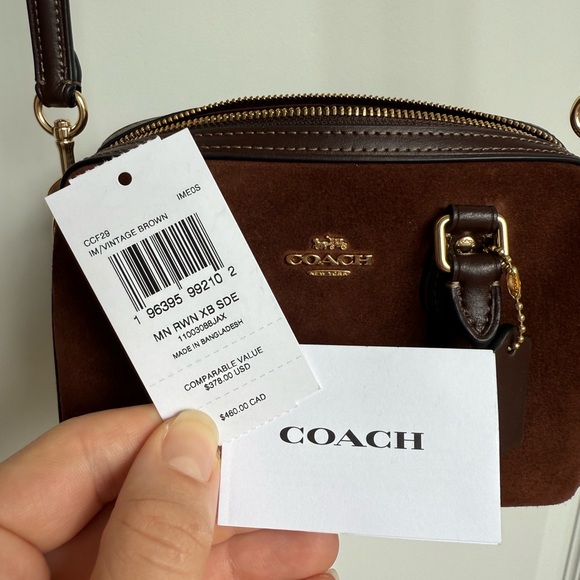 IME0S
CCF29
IM/VINTAGE BROWN
1 96395 99210 2
MN RWN XB SDE
1100308BJAX
MADE IN BANGLADESH
COMPARABLE VALUE
$378.00 USD
$460.00 CAD
COACH
NEW YORK
COACH